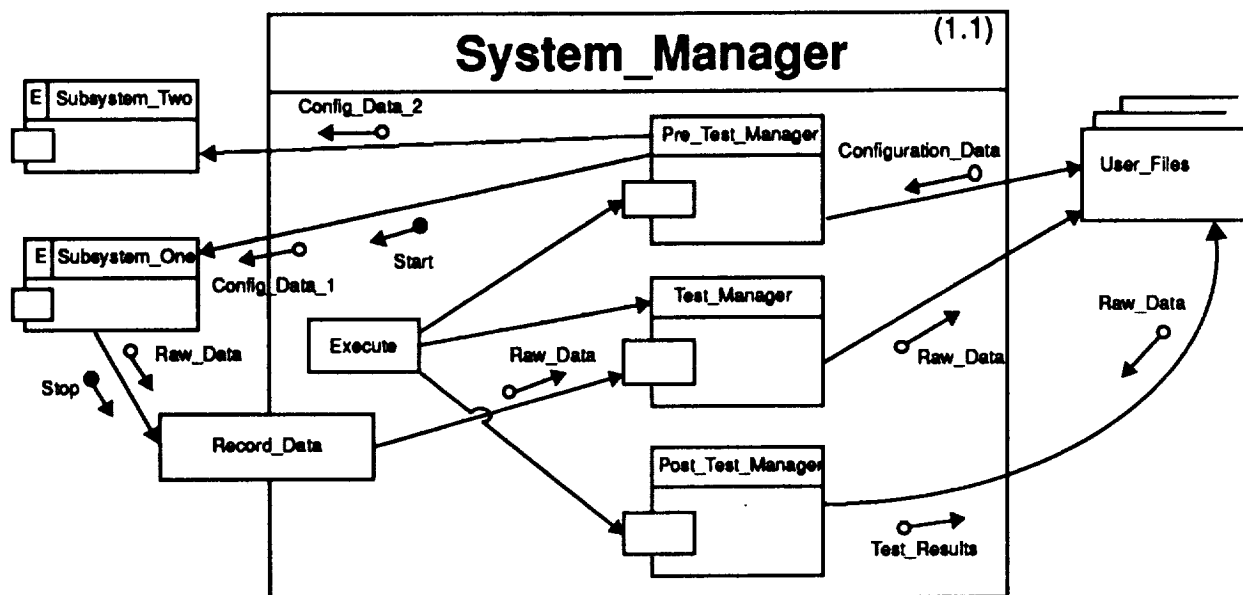 (1.1)
System_Manager
E Subsystem_Two
Config_Data_2
Pre_Test_Manager
Configuration_Data
User_Files
E Subsystem_One
Start
Config_Data_1
Test_Manager
Raw_Data
Execute
Raw_Data
Raw_Data
Raw_Data
Stop
Record_Data
Post_Test_Manager
Test_Results